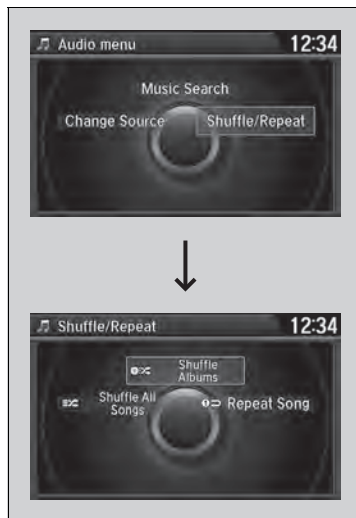 Audio menu 12:34
Music Search
Change Source Shuffle/Repeat
Shuffle/Repeat 12:34
Shuffle
Albums
Shuffle All
Songs
Repeat Song